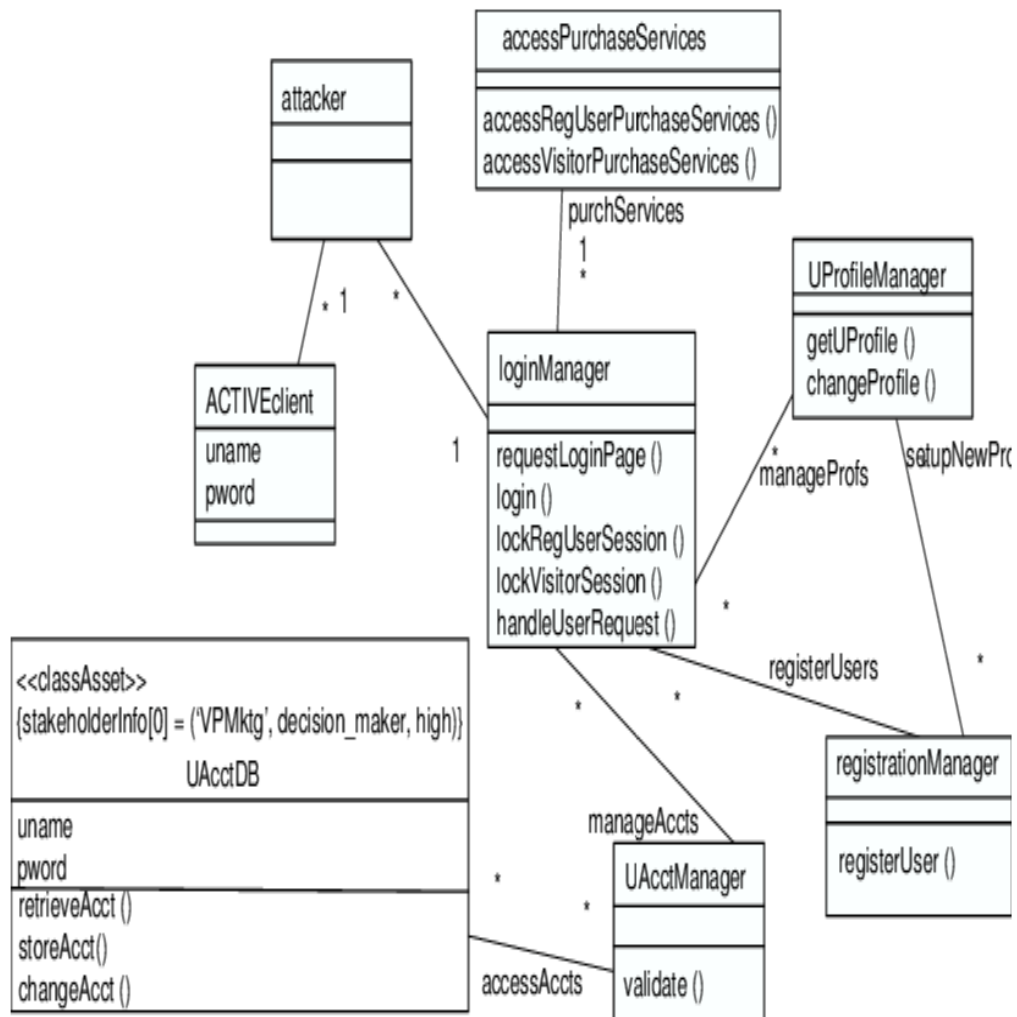 accessPurchaseServices
accessRegUserPurchaseServices ()
accessVisitorPurchaseServices ()
attacker
purchServices
1
*
* 1
*
UProfileManager
getUProfile ()
changeProfile ()
ACTIVEclient
uname
pword
loginManager
requestLoginPage ()
login ()
lockRegUserSession ()
lockVisitorSession ()
handleUserRequest ()
1
*
manageProfs
*
registerUsers
*
*
*
registrationManager
registerUser ()
<<classAsset>>
{stakeholderInfo[0] = ('VPMktg', decision_maker, high)}
UAcctDB
uname
pword
retrieveAcct ()
storeAcct()
changeAcct ()
manageAccts
*
*
accessAccts
UAcctManager
validate ()